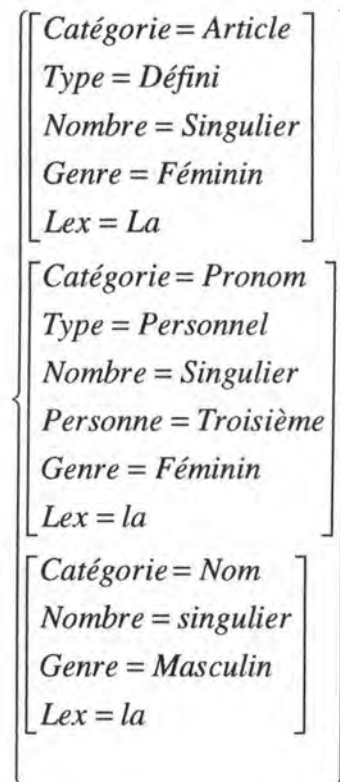 Catégorie = Article
Type = Défini
Nombre = Singulier
Genre = Féminin
Lex = La
Catégorie = Pronom
Type = Personnel
Nombre = Singulier
Personne = Troisième
Genre = Féminin
Lex = la
Catégorie = Nom
Nombre = singulier
Genre = Masculin
Lex = la